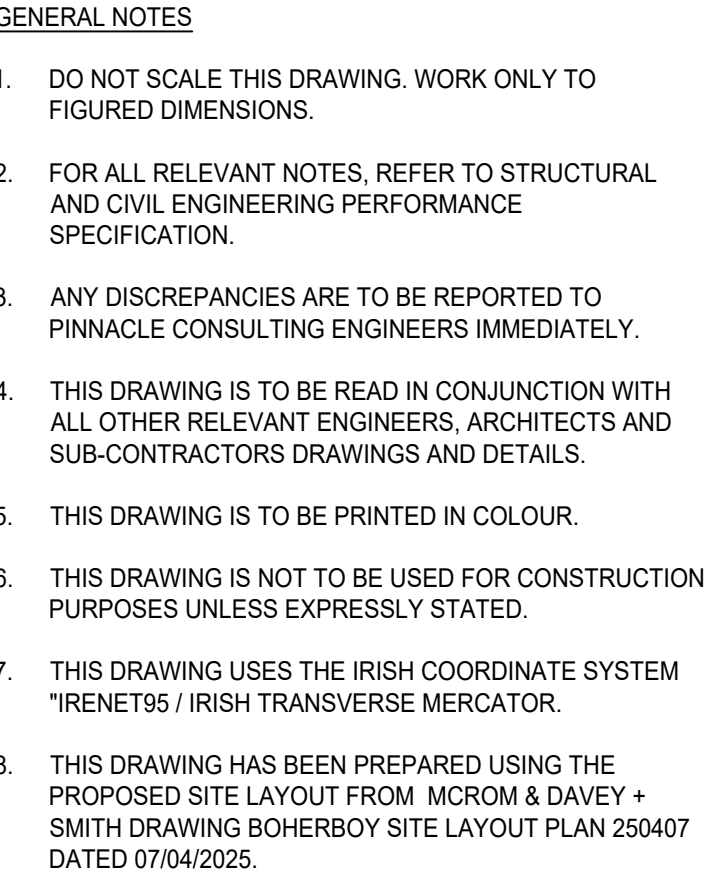 GENERAL NOTES
1. DO NOT SCALE THIS DRAWING. WORK ONLY TO
FIGURED DIMENSIONS.
2. FOR ALL RELEVANT NOTES, REFER TO STRUCTURAL
AND CIVIL ENGINEERING PERFORMANCE
SPECIFICATION.
3. ANY DISCREPANCIES ARE TO BE REPORTED TO
PINNACLE CONSULTING ENGINEERS IMMEDIATELY.
4. THIS DRAWING IS TO BE READ IN CONJUNCTION WITH
ALL OTHER RELEVANT ENGINEERS, ARCHITECTS AND
SUB-CONTRACTORS DRAWINGS AND DETAILS.
5. THIS DRAWING IS TO BE PRINTED IN COLOUR.
6. THIS DRAWING IS NOT TO BE USED FOR CONSTRUCTION
PURPOSES UNLESS EXPRESSLY STATED.
7. THIS DRAWING USES THE IRISH COORDINATE SYSTEM
"IRENET95 / IRISH TRANSVERSE MERCATOR.
8. THIS DRAWING HAS BEEN PREPARED USING THE
PROPOSED SITE LAYOUT FROM MCROM & DAVEY +
SMITH DRAWING BOHERBOY SITE LAYOUT PLAN 250407
DATED 07/04/2025.